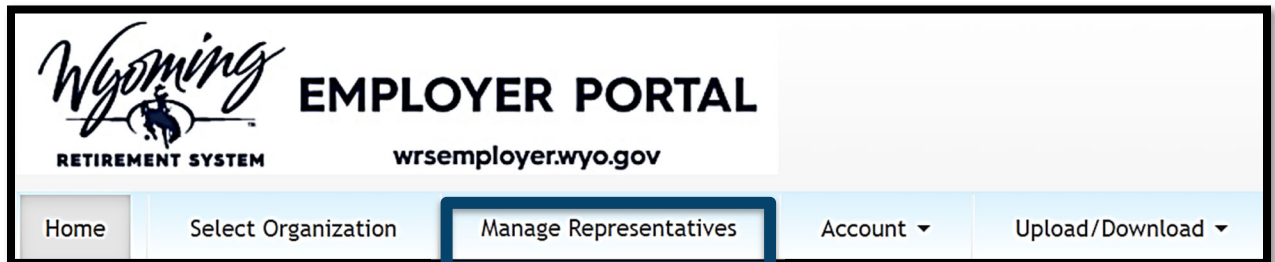 Wyoming
RETIREMENT SYSTEM
EMPLOYER PORTAL
wrsemployer.wyo.gov
Home Select Organization Manage Representatives Account Upload/Download